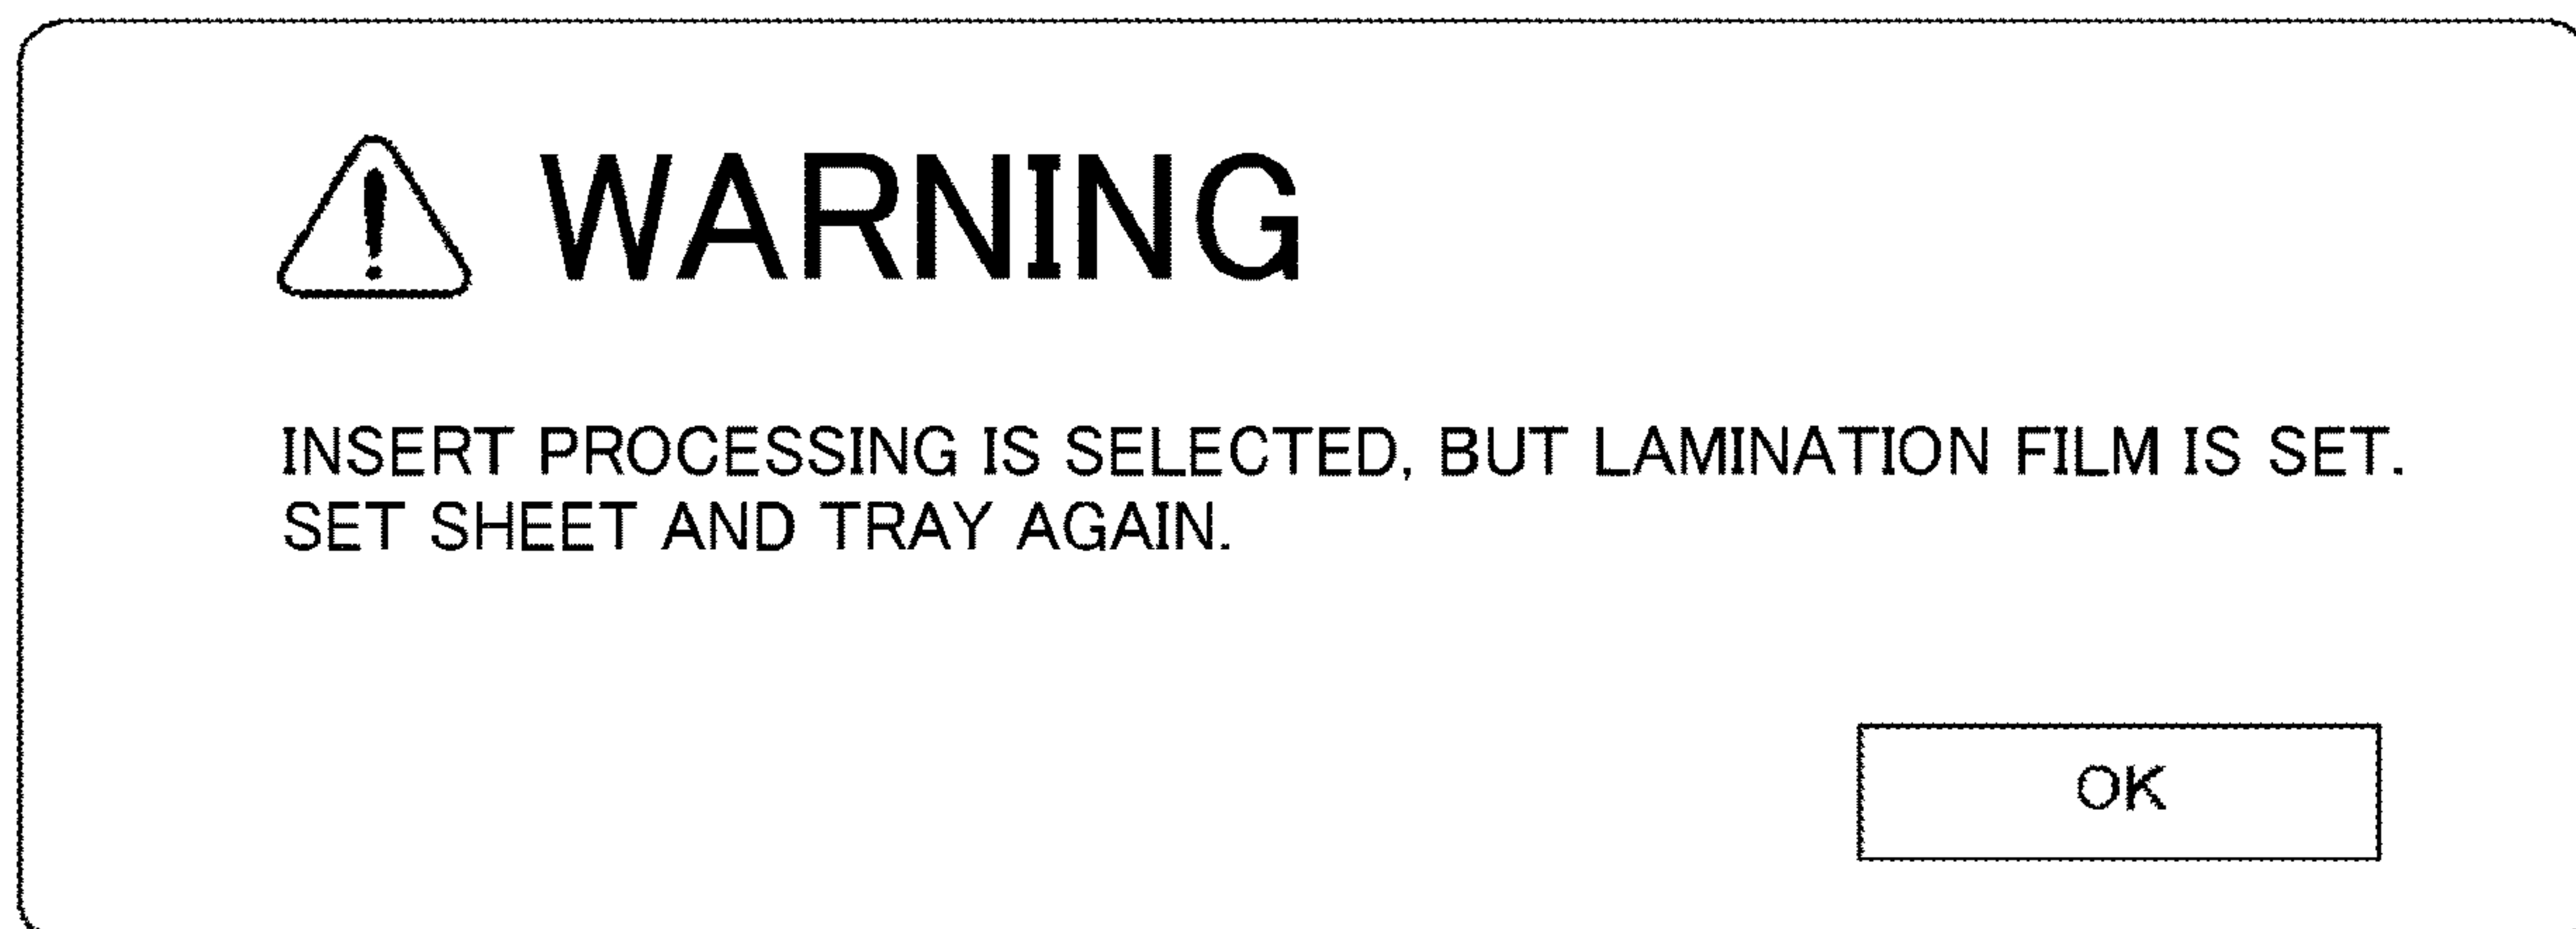 WARNING
INSERT PROCESSING IS SELECTED, BUT LAMINATION FILM IS SET.
SET SHEET AND TRAY AGAIN.
OK